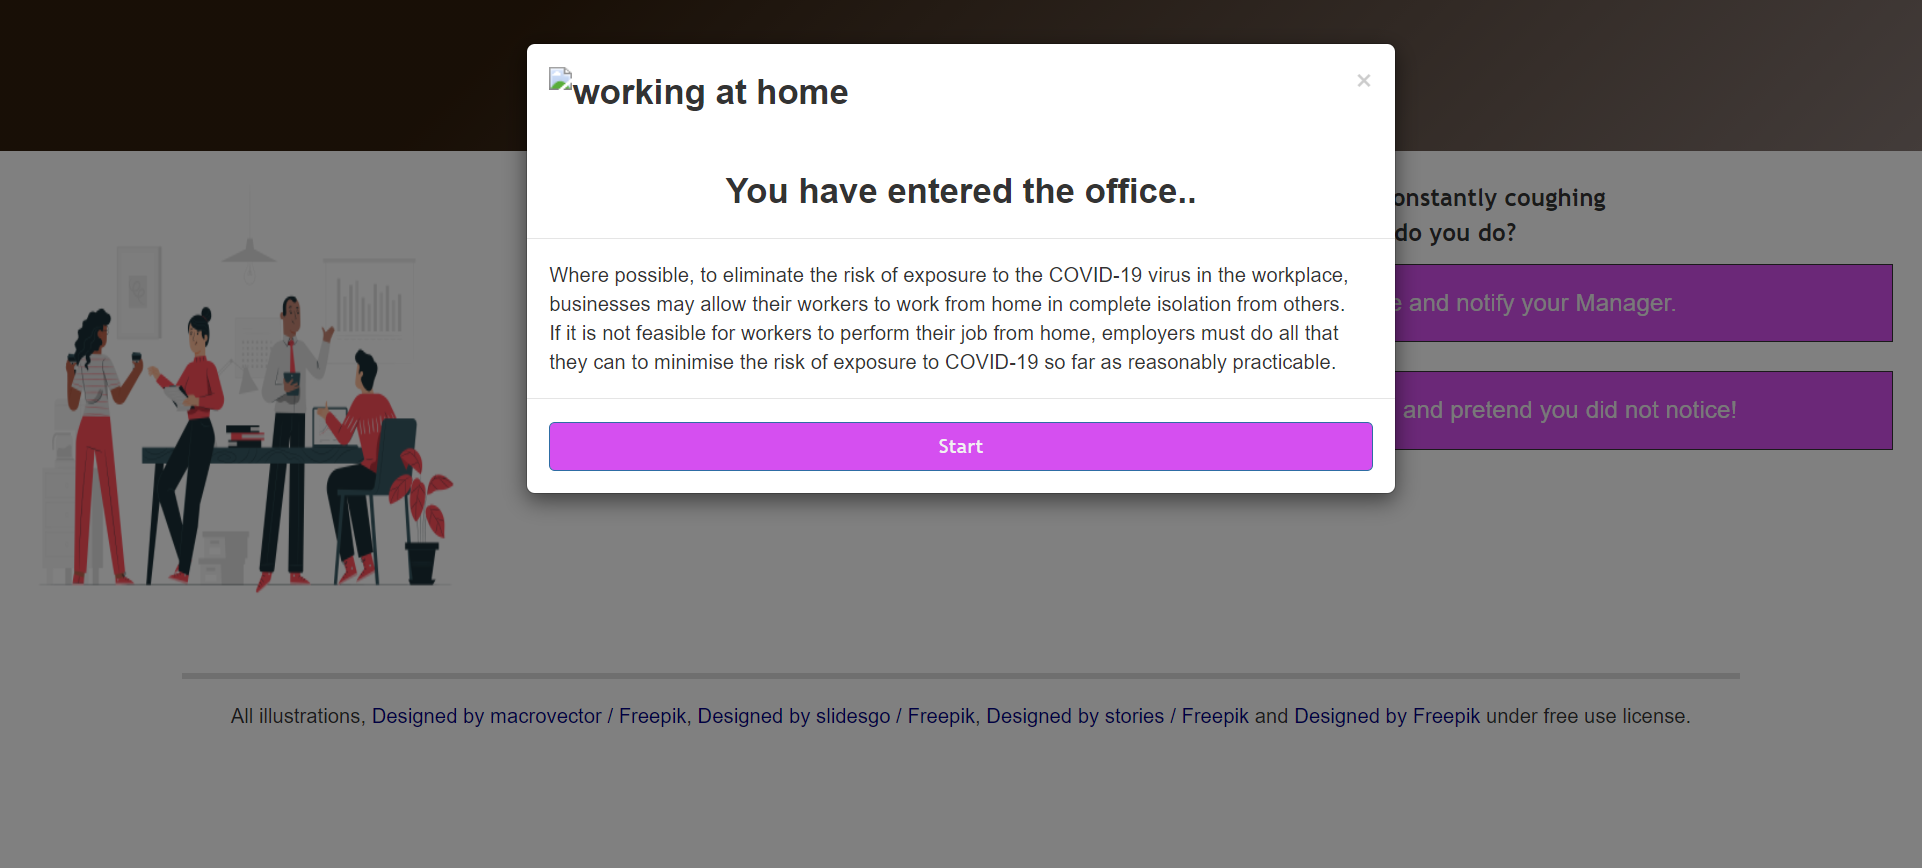 working at home
×
You have entered the office..
Where possible, to eliminate the risk of exposure to the COVID-19 virus in the workplace,
businesses may allow their workers to work from home in complete isolation from others.
If it is not feasible for workers to perform their job from home, employers must do all that
they can to minimise the risk of exposure to COVID-19 so far as reasonably practicable.
Start
coughing
do you do?
and notify your Manager.
and pretend you did not notice!
All illustrations, Designed by macrovector / Freepik, Designed by slidesgo / Freepik, Designed by stories / Freepik and Designed by Freepik under free use license.